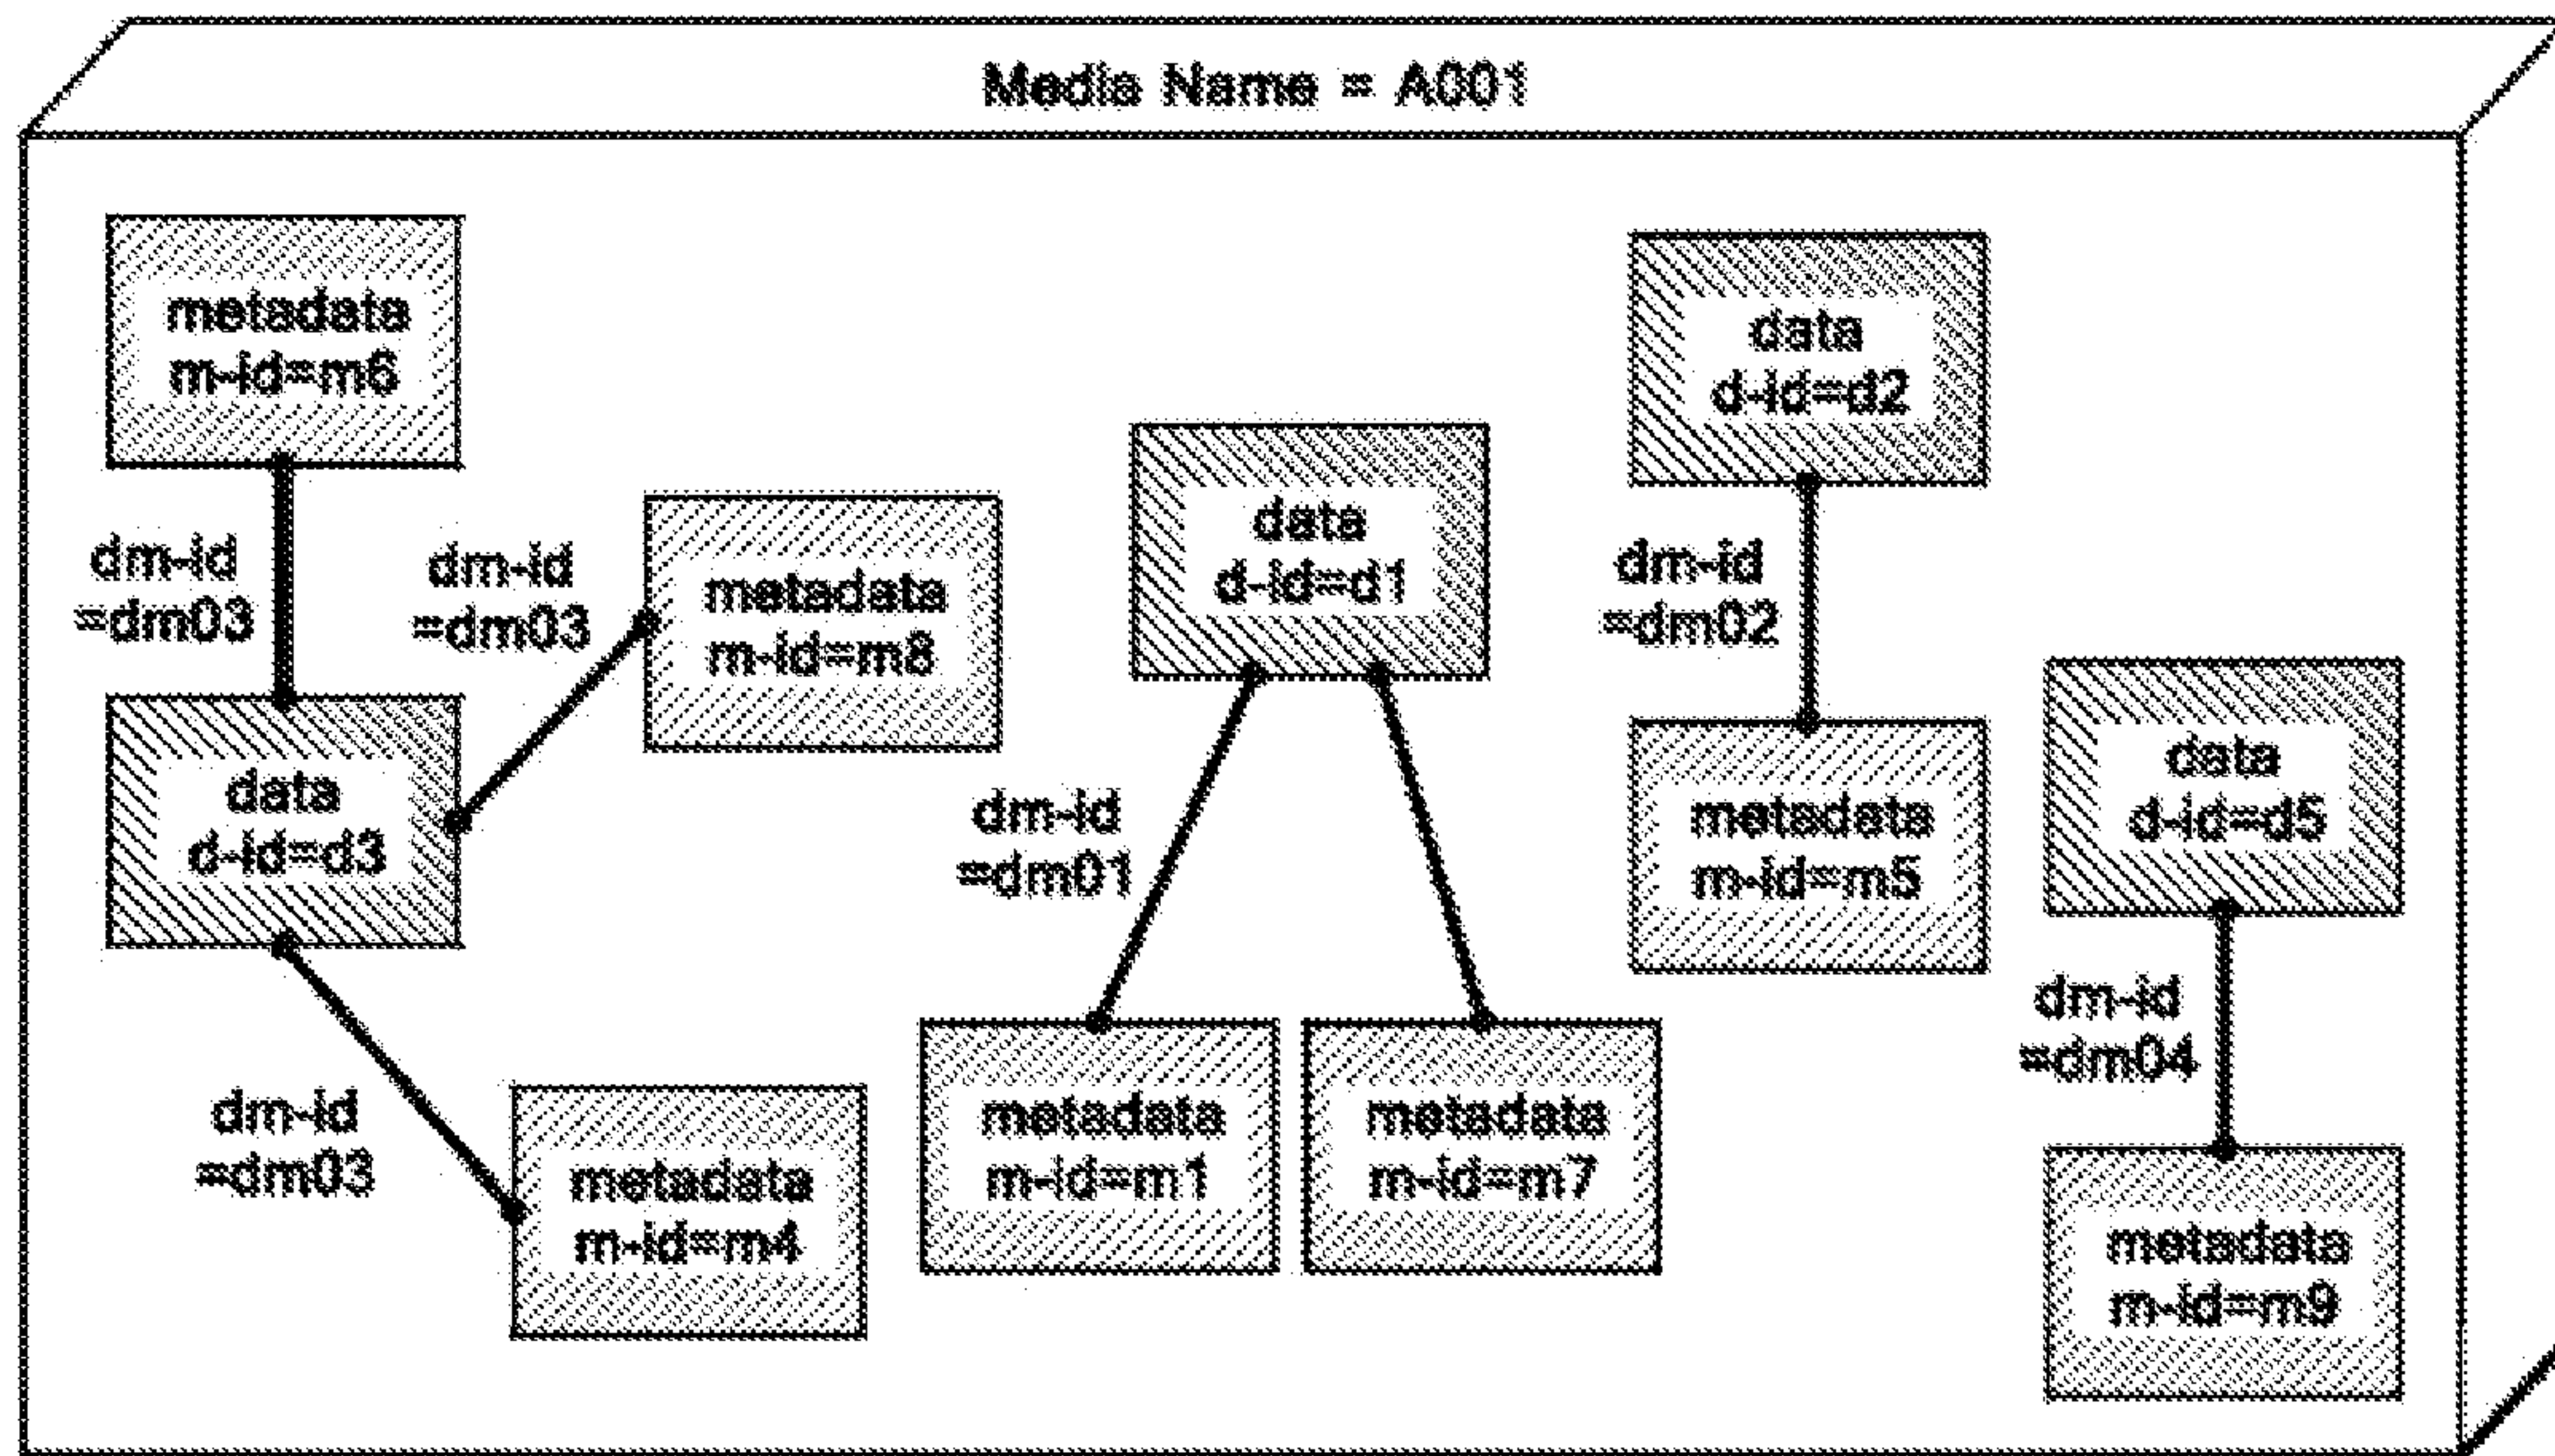 Media Name = A001
metadata
m-id=m6
dm-id
=dm03
dm-id
=dm03
metadata
m-id=m8
data
d-id=d3
dm-id
=dm03
metadata
m-id=m4
data
d-id=d1
dm-id
=dm01
metadata
m-id=m1
metadata
m-id=m7
data
d-id=d2
dm-id
=dm02
metadata
m-id=m5
data
d-id=d5
dm-id
=dm04
metadata
m-id=m9